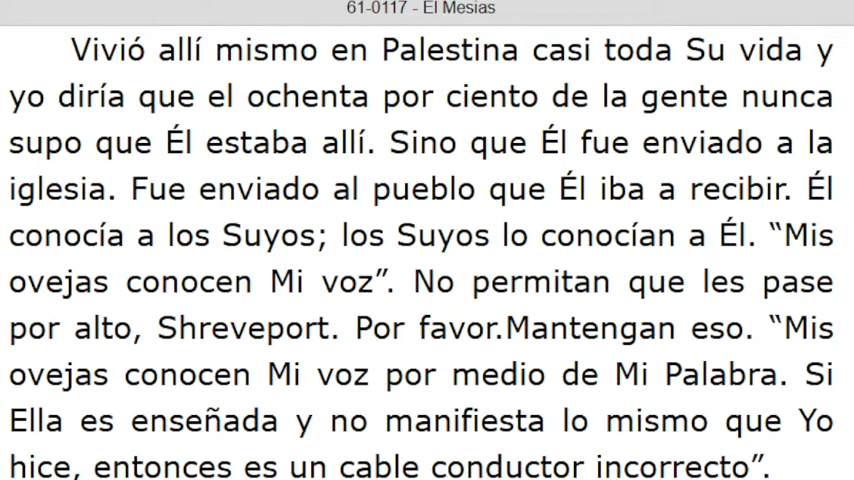 61-0117 - El Mesias
Vivió allí mismo en Palestina casi toda Su vida y
yo diría que el ochenta por ciento de la gente nunca
supo que Él estaba allí. Sino que Él fue enviado a la
iglesia. Fue enviado al pueblo que Él iba a recibir. Él
conocía a los Suyos; los Suyos lo conocían a Él. “Mis
ovejas conocen Mi voz”. No permitan que les pase
por alto, Shreveport. Por favor.Mantengan eso. “Mis
ovejas conocen Mi voz por medio de Mi Palabra. Si
Ella es enseñada y no manifiesta lo mismo que Yo
hice, entonces es un cable conductor incorrecto”.